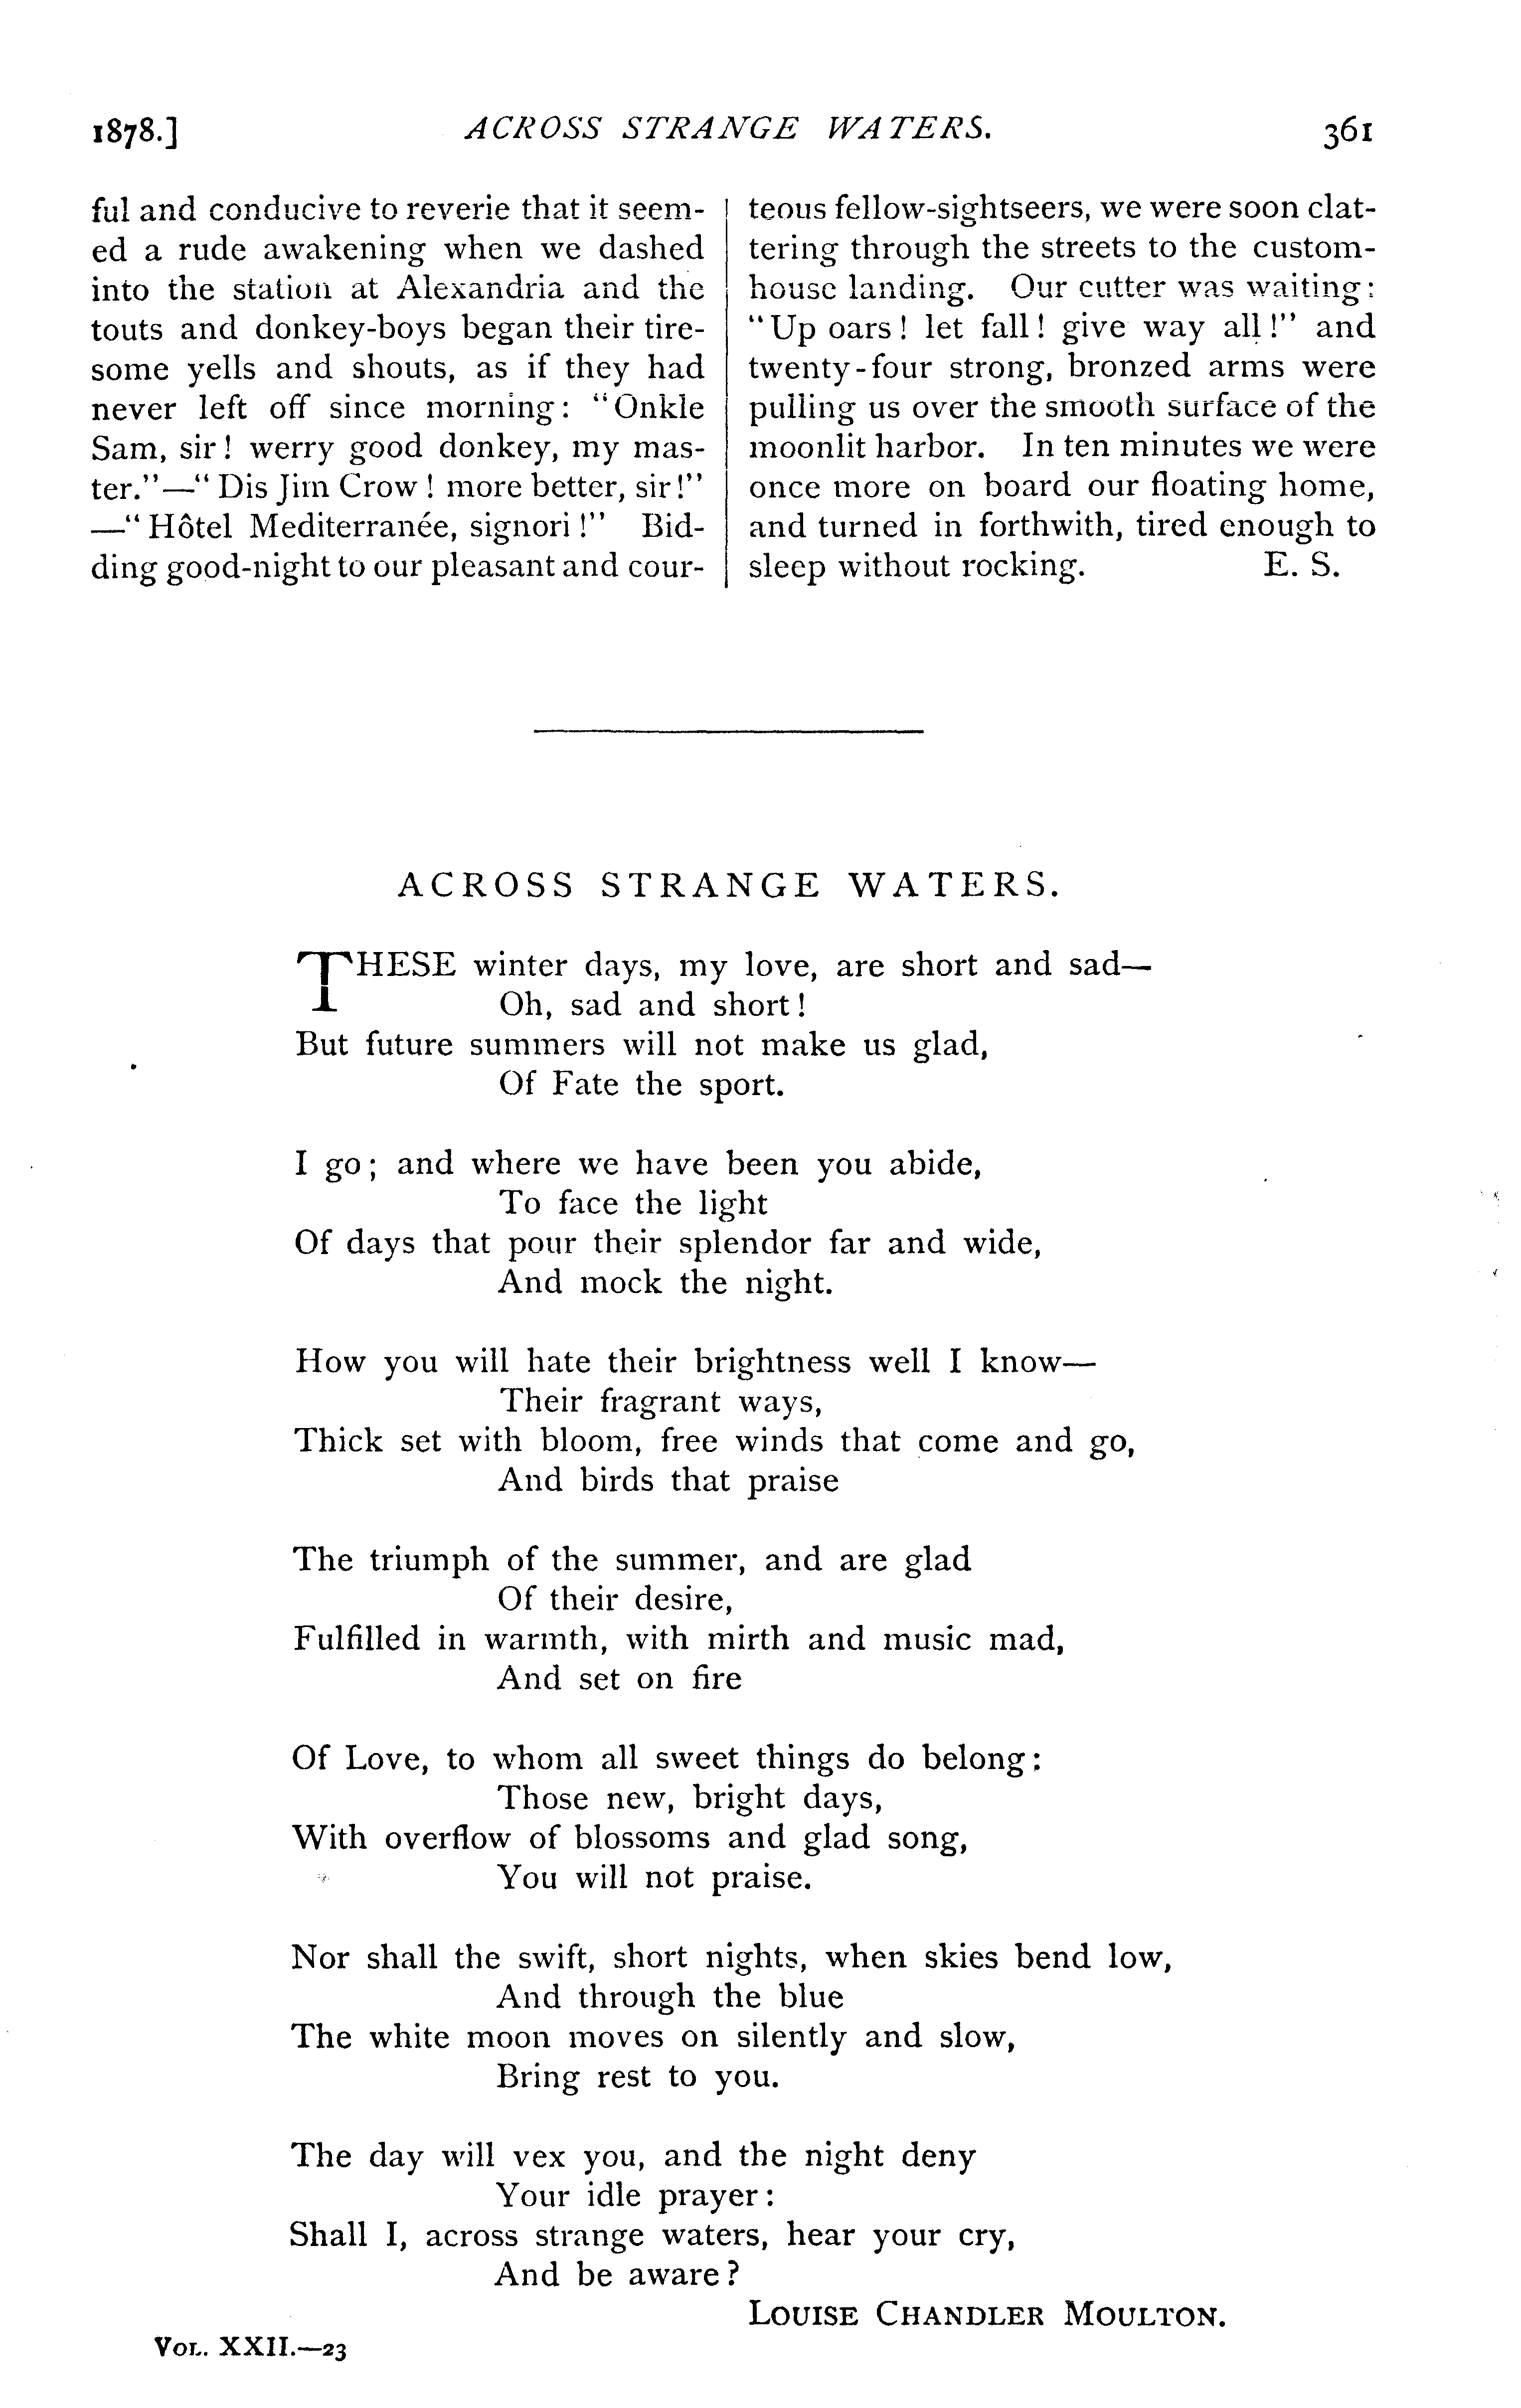 1878.] ACROSS STRANGE WATERS. 361
ful and conducive to reverie that it seem-
ed a rude awakening when we dashed
into the station at Alexandria and the
touts and donkey-boys began their tire-
some yells and shouts, as if they had
never left off since morning: "Onkle
Sam, sir! werry good donkey, my mas-
ter."—"Dis Jim Crow! more better, sir!"
—"Hôtel Mediterranée, signori!" Bid-
ding good-night to our pleasant and cour-
teous fellow-sightseers, we were soon clat-
tering through the streets to the custom-
house landing. Our cutter was waiting:
"Up oars! let fall! give way all!" and
twenty-four strong, bronzed arms were
pulling us over the smooth surface of the
moonlit harbor. In ten minutes we were
once more on board our floating home,
and turned in forthwith, tired enough to
sleep without rocking. E. S.
ACROSS STRANGE WATERS.
THESE winter days, my love, are short and sad—
Oh, sad and short!
But future summers will not make us glad,
Of Fate the sport.
I go; and where we have been you abide,
To face the light
Of days that pour their splendor far and wide,
And mock the night.
How you will hate their brightness well I know—
Their fragrant ways,
Thick set with bloom, free winds that come and go,
And birds that praise
The triumph of the summer, and are glad
Of their desire,
Fulfilled in warmth, with mirth and music mad,
And set on fire
Of Love, to whom all sweet things do belong:
Those new, bright days,
With overflow of blossoms and glad song,
You will not praise.
Nor shall the swift, short nights, when skies bend low,
And through the blue
The white moon moves on silently and slow,
Bring rest to you.
The day will vex you, and the night deny
Your idle prayer:
Shall I, across strange waters, hear your cry,
And be aware?
LOUISE CHANDLER MOULTON.
VOL. XXII.—23